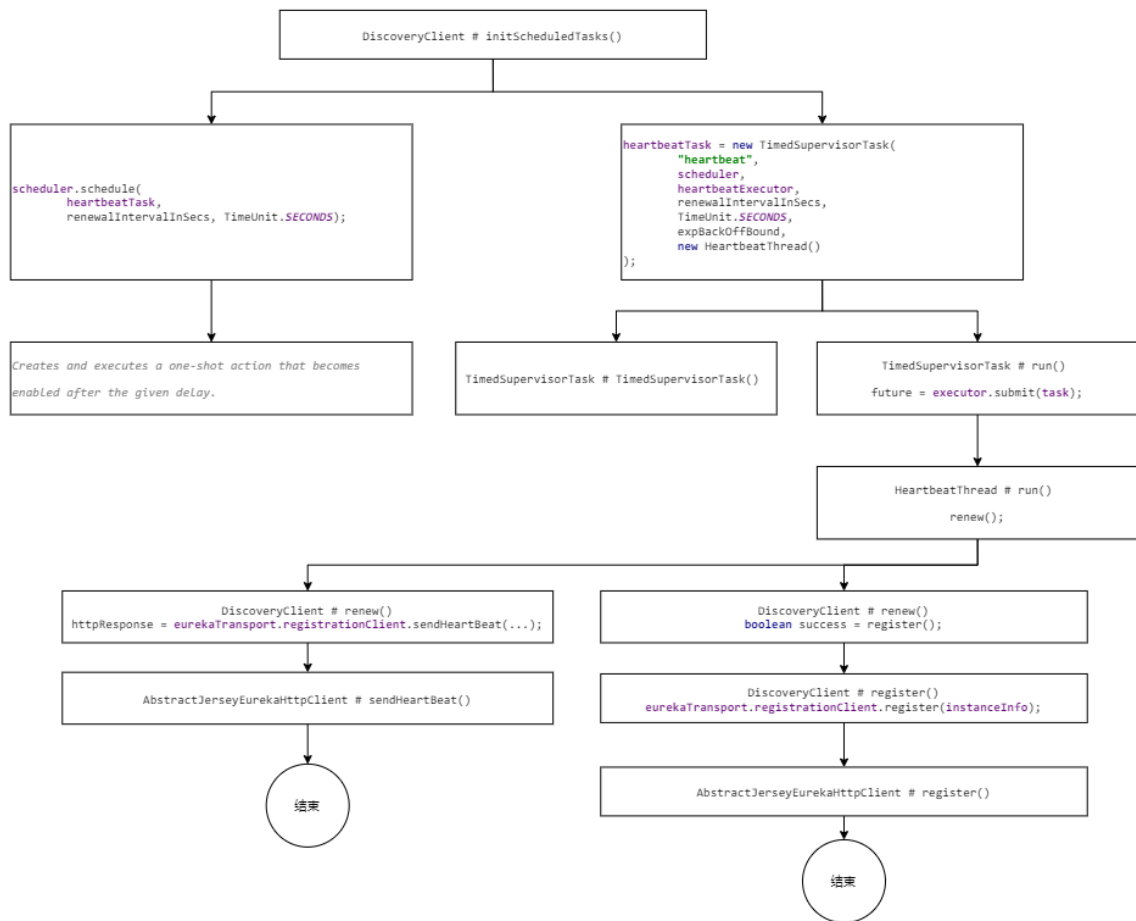 DiscoveryClient # initScheduledTasks()
scheduler.schedule(
heartbeatTask,
renewalIntervalInSecs, TimeUnit.SECONDS);
heartbeatTask = new TimedSupervisorTask(
"heartbeat",
scheduler,
heartbeatExecutor,
renewalIntervalInSecs,
TimeUnit.SECONDS,
expBackOffBound,
new HeartbeatThread()
);
Creates and executes a one-shot action that becomes
enabled after the given delay.
TimedSupervisorTask # TimedSupervisorTask()
TimedSupervisorTask # run()
future = executor.submit(task);
HeartbeatThread # run()
renew();
DiscoveryClient # renew()
httpResponse = eurekaTransport.registrationClient.sendHeartBeat(...);
DiscoveryClient # renew()
boolean success = register();
AbstractJerseyEurekaHttpClient # sendHeartBeat()
DiscoveryClient # register()
eurekaTransport.registrationClient.register(instanceInfo);
结束
AbstractJerseyEurekaHttpClient # register()
结束